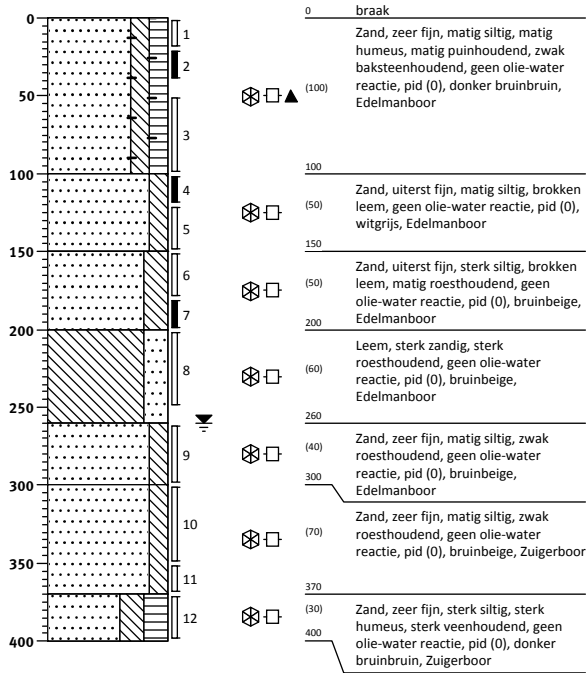 0
50
100
150
200
250
300
350
400
1
2
3
4
5
6
7
8
9
10
11
12
0 braak
Zand, zeer fijn, matig siltig, matig
humeus, matig puinhoudend, zwak
baksteenhoudend, geen olie-water
reactie, pid (0), donker bruinbruin,
Edelmanboor
(100)
100
Zand, uiterst fijn, matig siltig, brokken
leem, geen olie-water reactie, pid (0),
witgrijs, Edelmanboor
(50)
150
Zand, uiterst fijn, sterk siltig, brokken
leem, matig roesthoudend, geen
olie-water reactie, pid (0), bruinbeige,
Edelmanboor
(50)
200
Leem, sterk zandig, sterk
roesthoudend, geen olie-water
reactie, pid (0), bruinbeige,
Edelmanboor
(60)
260
Zand, zeer fijn, matig siltig, zwak
roesthoudend, geen olie-water
reactie, pid (0), bruinbeige,
Edelmanboor
(40)
300
Zand, zeer fijn, matig siltig, zwak
roesthoudend, geen olie-water
reactie, pid (0), bruinbeige, Zuigerboor
(70)
370
Zand, zeer fijn, sterk siltig, sterk
humeus, sterk veenhoudend, geen
olie-water reactie, pid (0), donker
bruinbruin, Zuigerboor
(30)
400